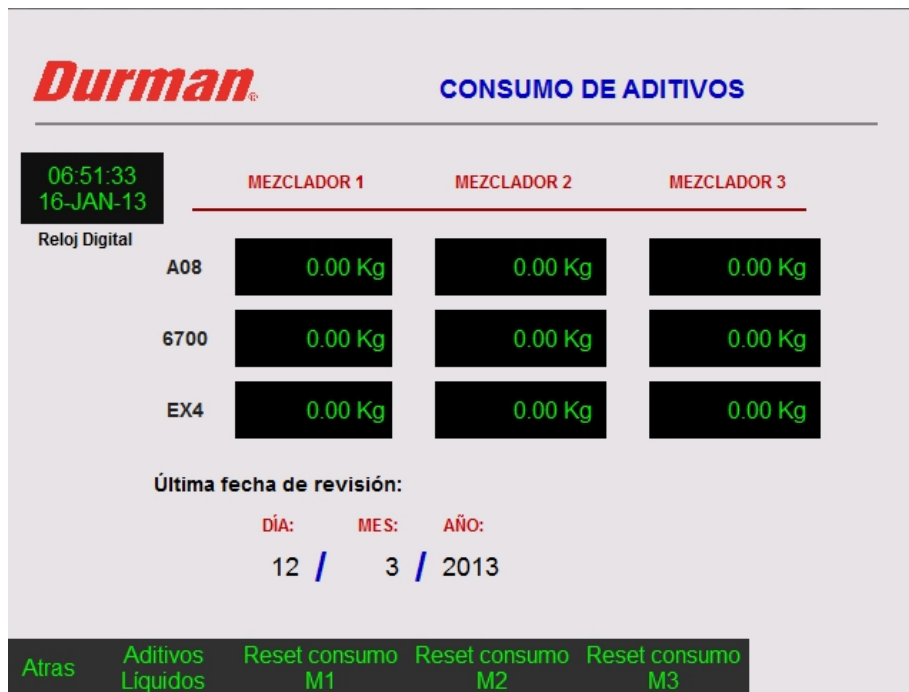 Durman®
CONSUMO DE ADITIVOS
06:51:33
16-JAN-13
Reloj Digital
MEZCLADOR 1 MEZCLADOR 2 MEZCLADOR 3
A08 0.00 Kg 0.00 Kg 0.00 Kg
6700 0.00 Kg 0.00 Kg 0.00 Kg
EX4 0.00 Kg 0.00 Kg 0.00 Kg
Última fecha de revisión:
DÍA: MES: AÑO:
12 / 3 / 2013
Atras
Aditivos
Líquidos
Reset consumo
M1
Reset consumo
M2
Reset consumo
M3